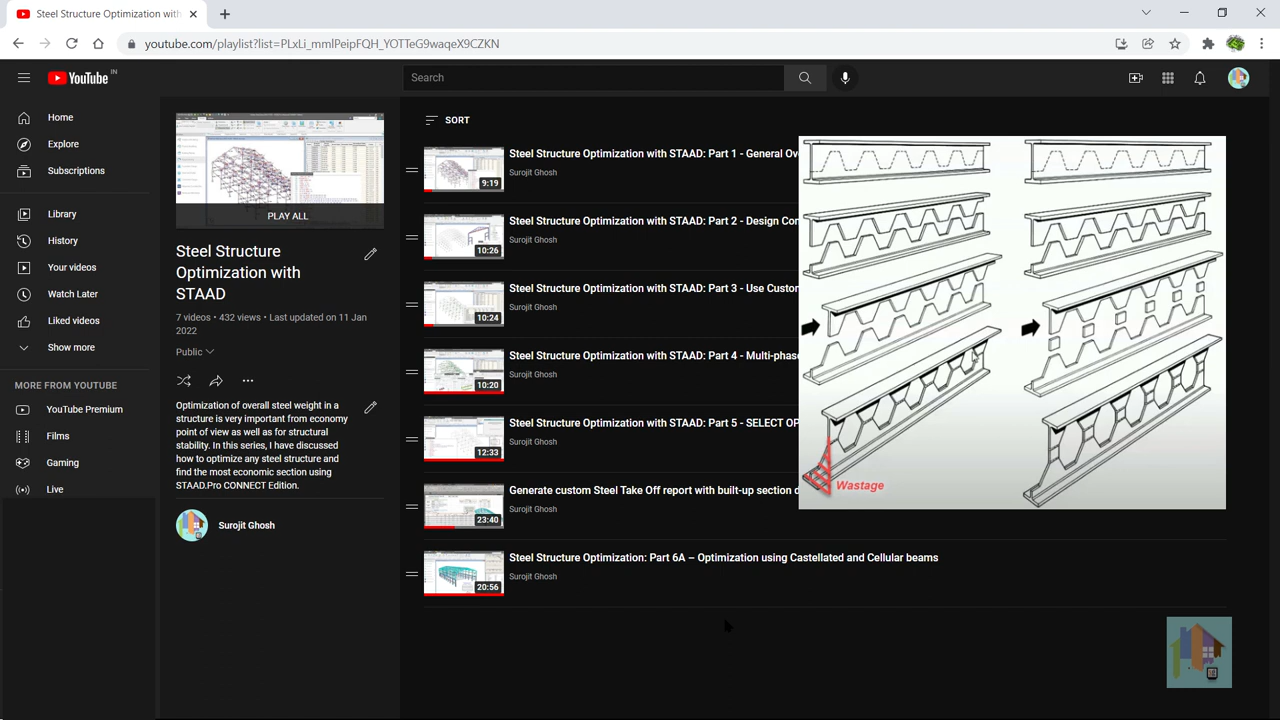 Steel Structure Optimization with
youtube.com/playlist?list=PLxLi_mmlPeipFQH_YOTTeG9waqeX9CZKN
YouTube IN
Search
Home
Explore
Subscriptions
Library
History
Your videos
Watch Later
Liked videos
Show more
MORE FROM YOUTUBE
YouTube Premium
Films
Gaming
Live
PLAY ALL
Steel Structure
Optimization with
STAAD
7 videos • 432 views • Last updated on 11 Jan
2022
Public
Optimization of overall steel weight in a
structure is very important from economy
point of view as well as for structural
stability. In this series, I have discussed
how to optimize any steel structure and
find the most economic section using
STAAD.Pro CONNECT Edition.
Surojit Ghosh
SORT
9:19
Steel Structure Optimization with STAAD: Part 1 - General Ov
Surojit Ghosh
10:26
Steel Structure Optimization with STAAD: Part 2 - Design Con
Surojit Ghosh
10:24
Steel Structure Optimization with STAAD: Part 3 - Use Custon
Surojit Ghosh
10:20
Steel Structure Optimization with STAAD: Part 4 - Multi-phase
Surojit Ghosh
12:33
Steel Structure Optimization with STAAD: Part 5 - SELECT OP
Surojit Ghosh
23:40
Generate custom Steel Take Off report with built-up section d
Surojit Ghosh
20:56
Steel Structure Optimization: Part 6A – Optimization using Castellated and Cellular beams
Surojit Ghosh
Wastage